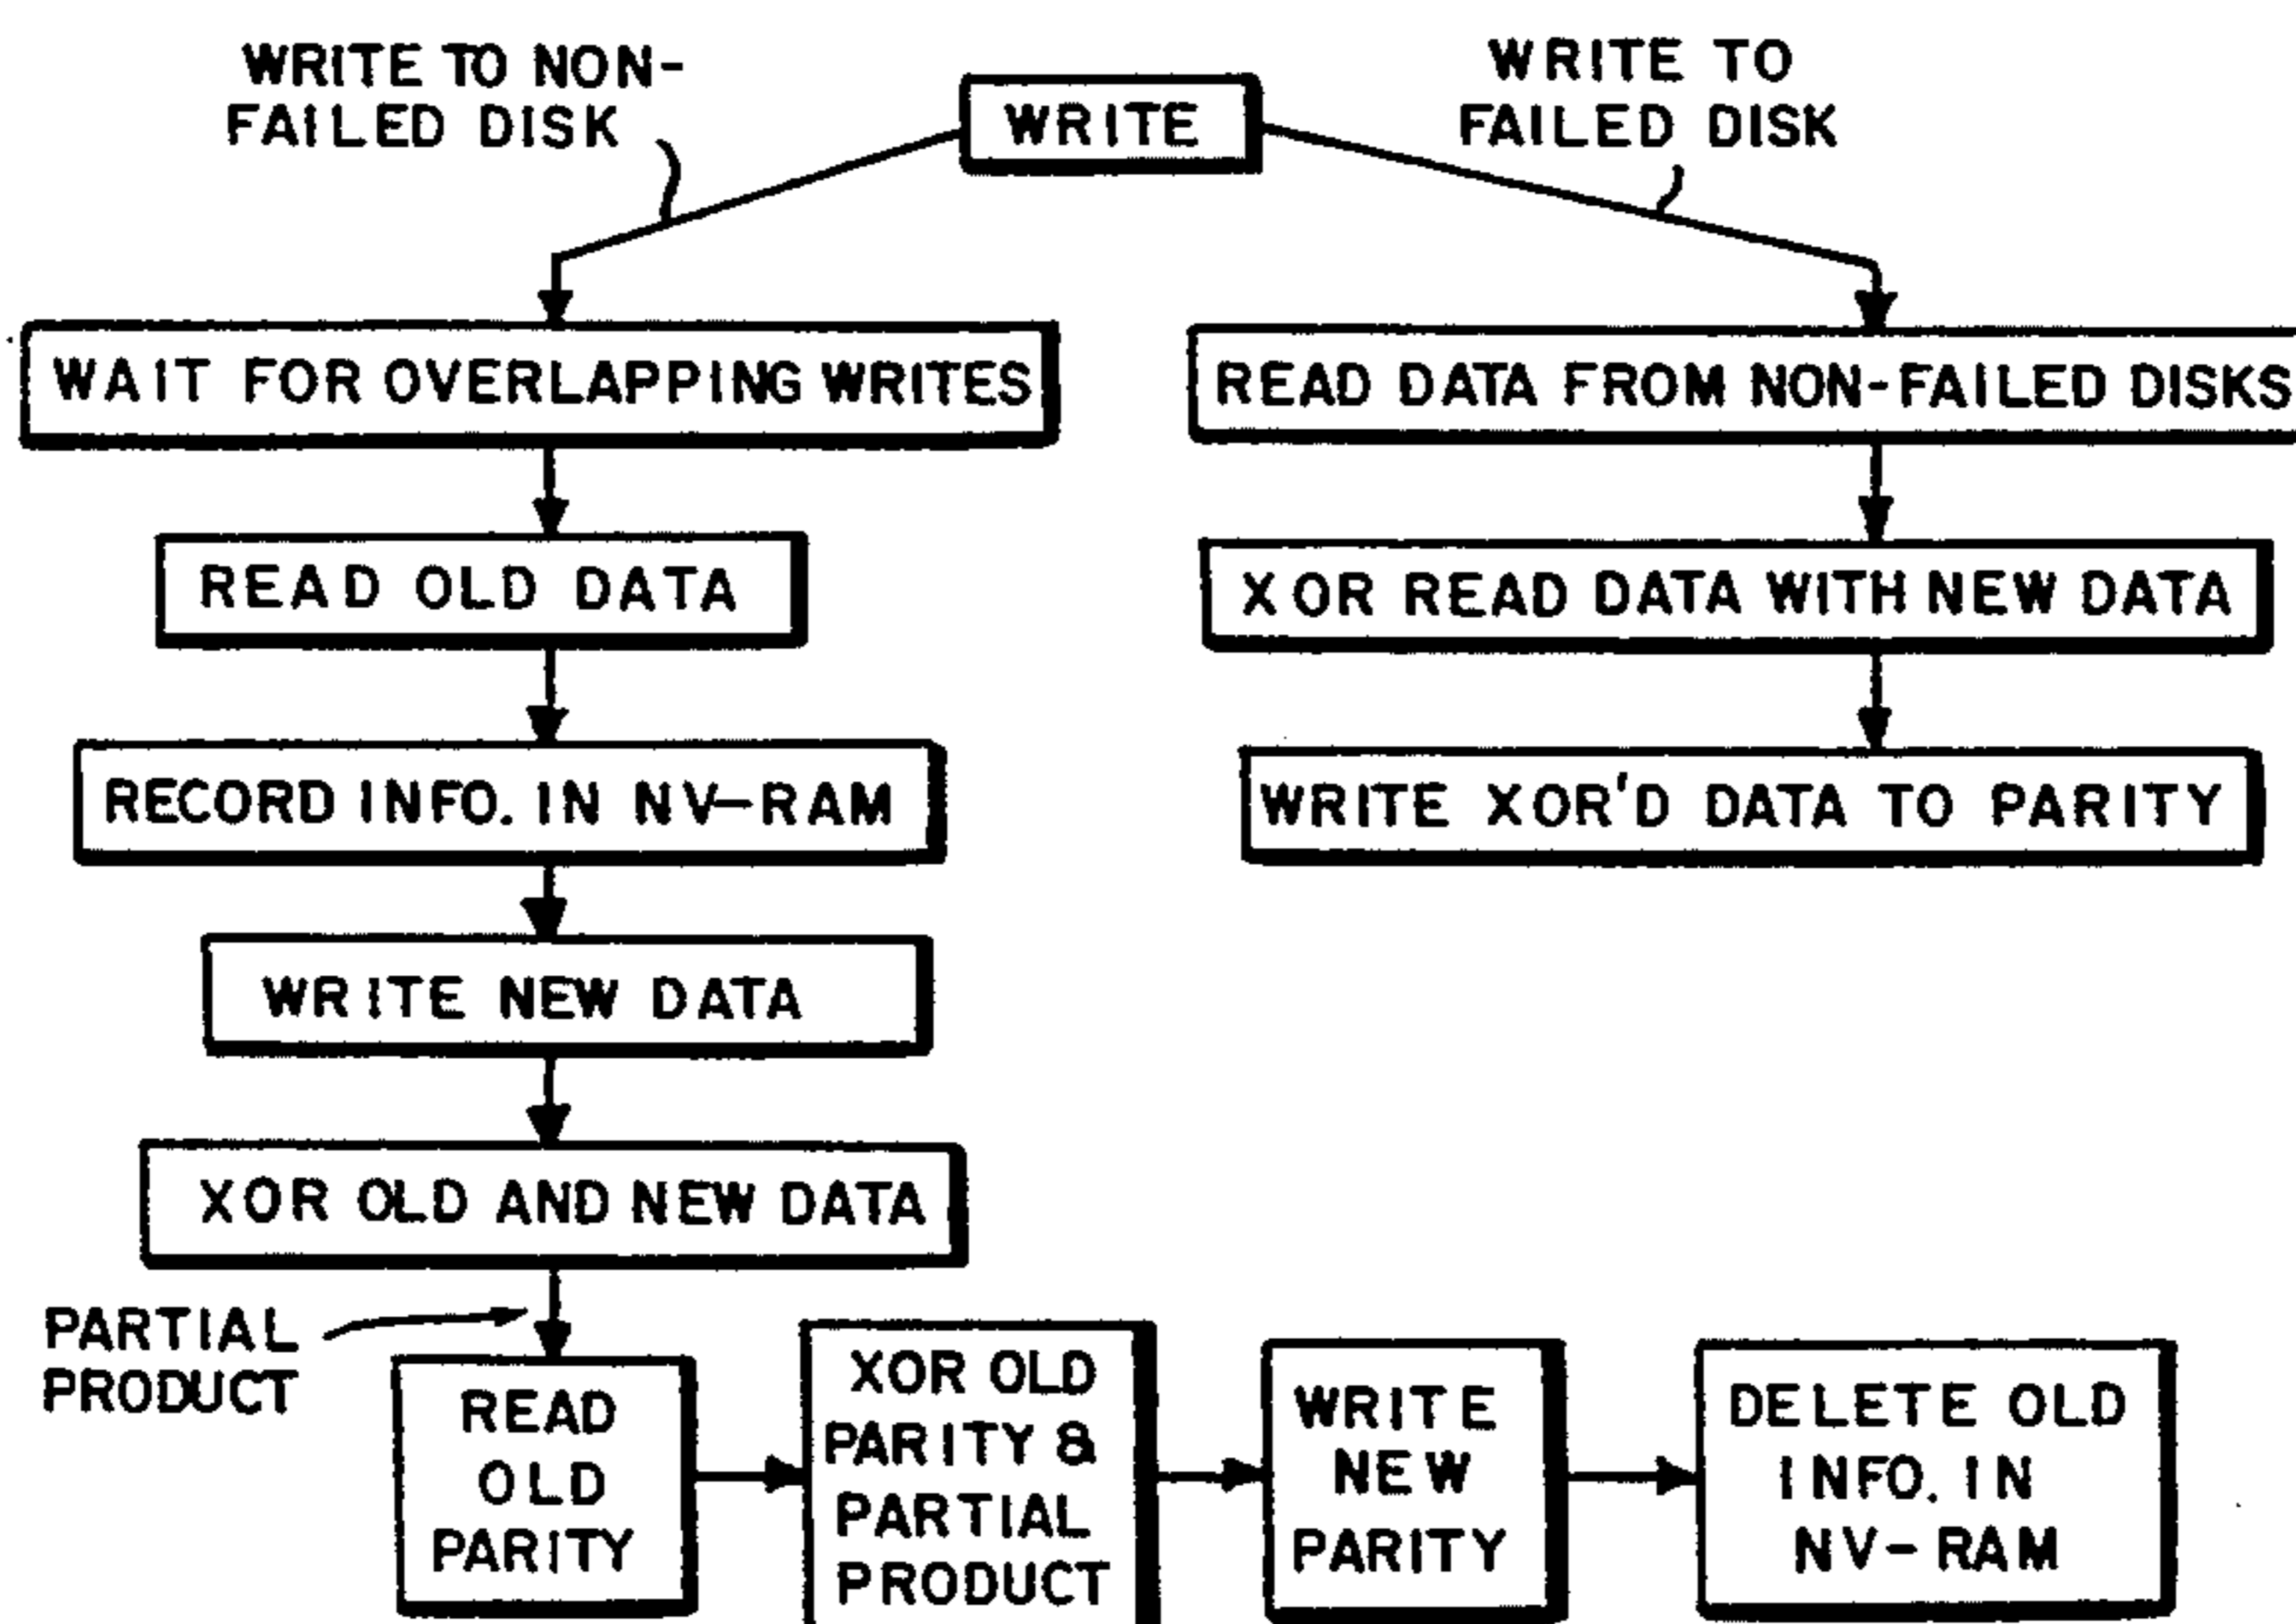 WRITE TO NON-
FAILED DISK
WRITE
WRITE TO
FAILED DISK
WAIT FOR OVERLAPPING WRITES
READ OLD DATA
RECORD INFO. IN NV-RAM
WRITE NEW DATA
XOR OLD AND NEW DATA
PARTIAL
PRODUCT
READ
OLD
PARITY
XOR OLD
PARITY &
PARTIAL
PRODUCT
WRITE
NEW
PARITY
DELETE OLD
INFO. IN
NV-RAM
READ DATA FROM NON-FAILED DISKS
XOR READ DATA WITH NEW DATA
WRITE XOR'D DATA TO PARITY